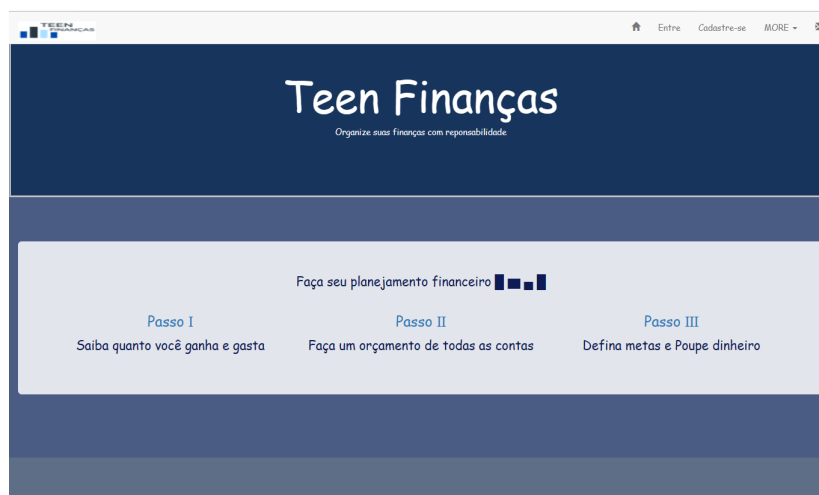 TEEN
FINANÇAS
Entre Cadastre-se MORE
Teen Finanças
Organize suas finanças com reponsabilidade
Faça seu planejamento financeiro
Passo I Passo II Passo III
Saiba quanto você ganha e gasta Faça um orçamento de todas as contas Defina metas e Poupe dinheiro